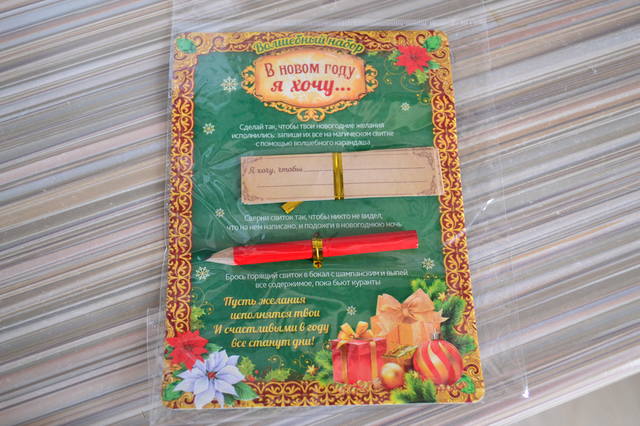 Волшебный набор
В новом году
я хочу...
Сделай так, чтобы твои новогодние желания
исполнились: запиши их все на магическом свитке
с помощью волшебного карандаша
Я хочу, чтобы
Сверни свиток так, чтобы никто не видел,
что на нем написано, и подожги в новогоднюю ночь
Брось горящий свиток в бокал с шампанским и выпей
все содержимое, пока бьют куранты
Пусть желания
исполнятся твои
И счастливыми в году
все станут дни!